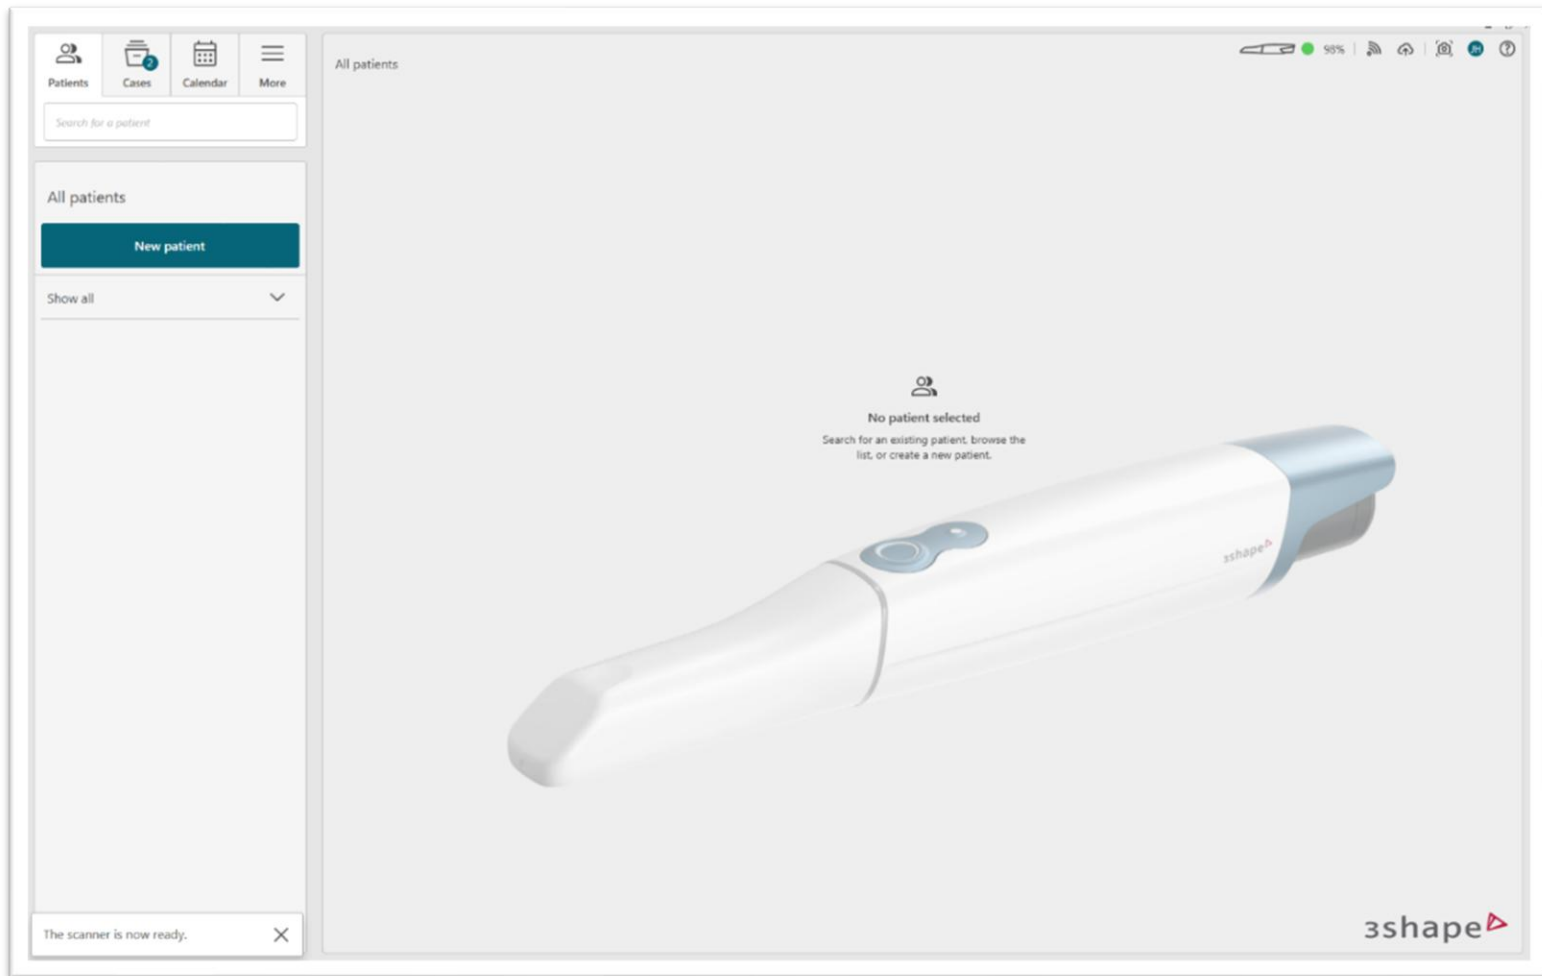 Patients
Cases
2
Calendar
More
Search for a patient
All patients
New patient
Show all
The scanner is now ready.
All patients
98%
JH
No patient selected
Search for an existing patient, browse the
list, or create a new patient.
3shape
3shape